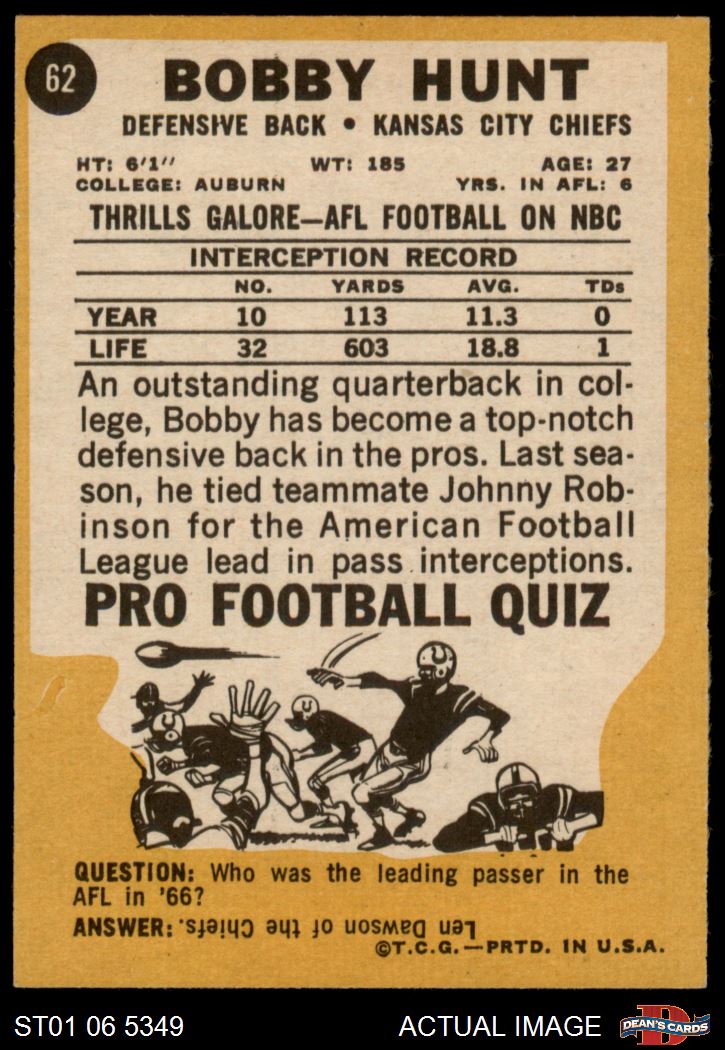 62
BOBBY HUNT
DEFENSIVE BACK • KANSAS CITY CHIEFS
HT: 6'1" WT: 185 AGE: 27
COLLEGE: AUBURN YRS. IN AFL: 6
THRILLS GALORE—AFL FOOTBALL ON NBC
INTERCEPTION RECORD
NO. YARDS AVG. TDs
YEAR 10 113 11.3 0
LIFE 32 603 18.8 1
An outstanding quarterback in col-
lege, Bobby has become a top-notch
defensive back in the pros. Last sea-
son, he tied teammate Johnny Rob-
inson for the American Football
League lead in pass interceptions.
PRO FOOTBALL QUIZ
QUESTION: Who was the leading passer in the
AFL in '66?
ANSWER: Len Dawson of the Chiefs.
©T.C.G.—PRTD. IN U.S.A.
ST01 06 5349 ACTUAL IMAGE D DEAN'S CARDS